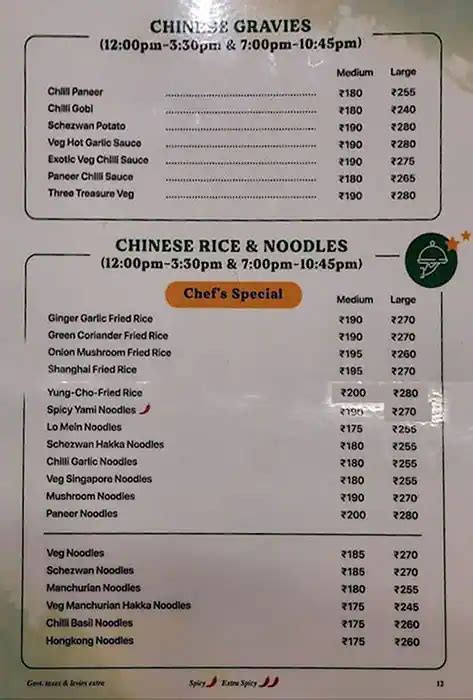 CHINESE GRAVIES
(12:00pm-3:30pm & 7:00pm-10:45pm)
Medium Large
Chilli Paneer ₹180 ₹255
Chilli Gobi ₹180 ₹240
Schezwan Potato ₹190 ₹280
Veg Hot Garlic Sauce ₹190 ₹280
Exotic Veg Chilli Sauce ₹190 ₹275
Paneer Chilli Sauce ₹180 ₹265
Three Treasure Veg ₹190 ₹280
CHINESE RICE & NOODLES
(12:00pm-3:30pm & 7:00pm-10:45pm)
Chef's Special
Medium Large
Ginger Garlic Fried Rice ₹190 ₹270
Green Coriander Fried Rice ₹190 ₹270
Onion Mushroom Fried Rice ₹195 ₹260
Shanghai Fried Rice ₹195 ₹270
Yung-Cho-Fried Rice ₹200 ₹280
Spicy Yami Noodles ₹190 ₹270
Lo Mein Noodles ₹175 ₹255
Schezwan Hakka Noodles ₹180 ₹255
Chilli Garlic Noodles ₹180 ₹255
Veg Singapore Noodles ₹180 ₹255
Mushroom Noodles ₹190 ₹270
Paneer Noodles ₹200 ₹280
Veg Noodles ₹185 ₹270
Schezwan Noodles ₹185 ₹270
Manchurian Noodles ₹180 ₹255
Veg Manchurian Hakka Noodles ₹175 ₹245
Chilli Basil Noodles ₹175 ₹260
Hongkong Noodles ₹175 ₹260
Govt. taxes & levies extra Spicy Extra Spicy 12